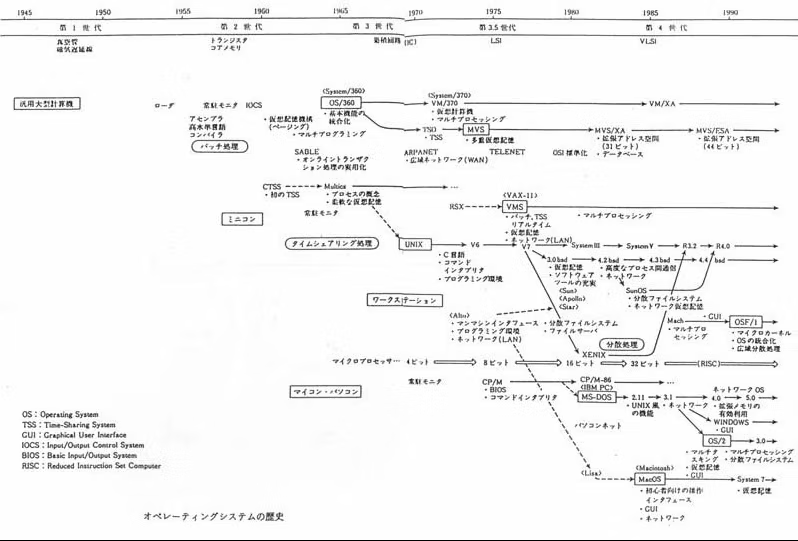 1945 1950 1955 1960 1965 1970 1975 1980 1985 1990
第 1 世代 第 2 世代 第 3 世代 第 3.5 世代 第 4 世代
真空管 トランジスタ 集積回路 (IC) LSI VLSI
磁気遅延線 コアメモリ
汎用大型計算機
ローダ 常駐モニタ IOCS
アセンブラ
高水準言語
コンパイラ
バッチ処理
・仮想記憶機構
(ページング)
・マルチプログラミング
(System/360)
OS/360
・基本機能の
統合化
(System/370)
VM/370
・仮想計算機
・マルチプロセッシング
VM/XA
TSO
・TSS
MVS
・多重仮想記憶
MVS/XA
・拡張アドレス空間
(31ビット)
・データベース
MVS/ESA
・拡張アドレス空間
(44ビット)
SABLE
・オンライントランザク
ション処理の実用化
ARPANET
・広域ネットワーク(WAN)
TELENET
OSI 標準化
CTSS
・初のTSS
Multics
・プロセスの概念
・柔軟な仮想記憶
…
ミニコン
常駐モニタ
RSX
(VAX-11)
VMS
・バッチ, TSS
リアルタイム
・仮想記憶
・ネットワーク(LAN)
・マルチプロセッシング
タイムシェアリング処理
UNIX
・C言語
・コマンド
インタプリタ
・プログラミング環境
V6 V7 System III System V R3.2 R4.0
3.0 bsd 4.2 bsd 4.3 bsd 4.4 bsd
・仮想記憶
・ソフトウェア
ツールの充実
・高度なプロセス間通信
・ネットワーク
ワークステーション
(Sun)
(Apollo)
(Star)
・分散ファイルシステム
・ファイルサーバ
SunOS
・分散ファイルシステム
・ネットワーク仮想記憶
(Alto)
・マンマシンインタフェース
・プログラミング環境
・ネットワーク(LAN)
Mach
・マルチプロ
セッシング
・GUI
OSF/1
・マイクロカーネル
・OSの統合化
・広域分散処理
分散処理
XENIX
マイクロプロセッサ… 4ビット 8ビット 16ビット 32ビット (RISC)
マイコン・パソコン
常駐モニタ
CP/M
・BIOS
・コマンドインタプリタ
CP/M-86
(IBM PC)
…
MS-DOS
2.11
・UNIX風
の機能
3.1
・ネットワーク
ネットワークOS
4.0 5.0
・拡張メモリの
有効利用
WINDOWS
・GUI
パソコンネット
OS/2
3.0
・マルチタ
スキング
・仮想記憶
・GUI
・マルチプロセッシング
・分散ファイルシステム
(Lisa)
(Macintosh)
MacOS
・初心者向けの操作
インタフェース
・GUI
・ネットワーク
System 7
・仮想記憶
OS : Operating System
TSS : Time-Sharing System
GUI : Graphical User Interface
IOCS : Input/Output Control System
BIOS : Basic Input/Output System
RISC : Reduced Instruction Set Computer
オペレーティングシステムの歴史